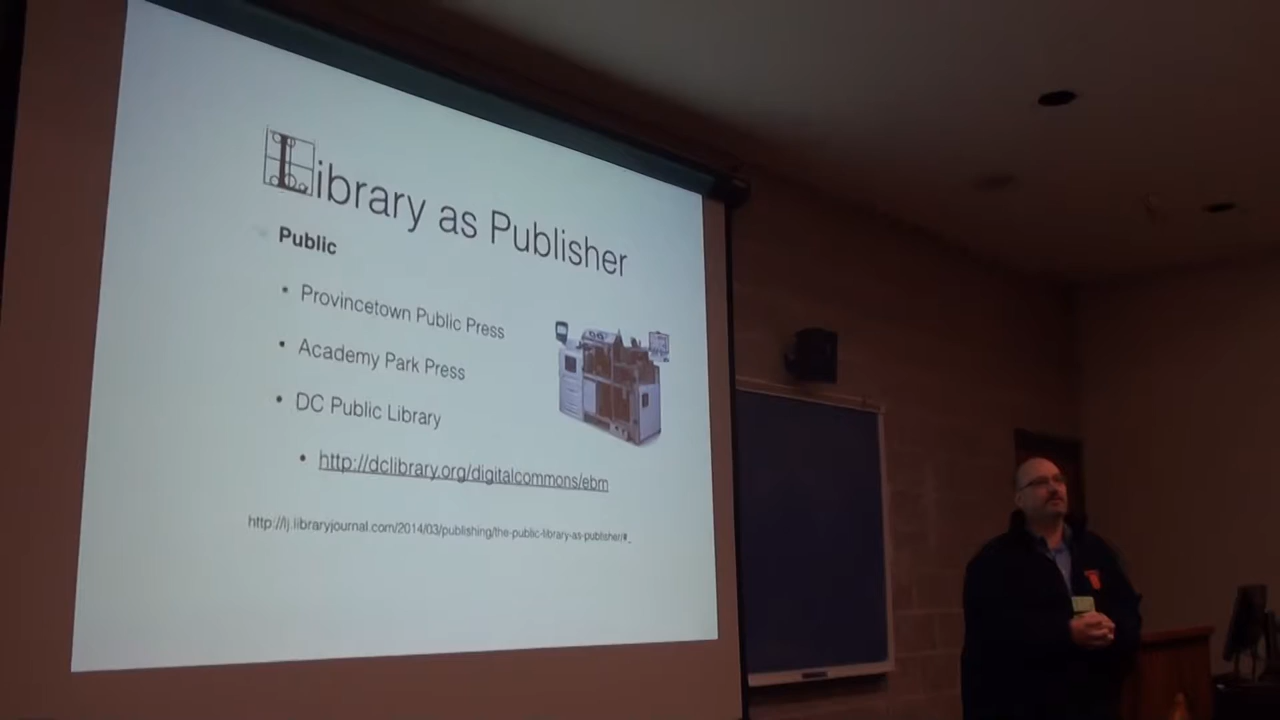 Library as Publisher
Public
• Provincetown Public Press
• Academy Park Press
• DC Public Library
• http://dclibrary.org/digitalcommons/ebm
http://lj.libraryjournal.com/2014/03/publishing/the-public-library-as-publisher/#_